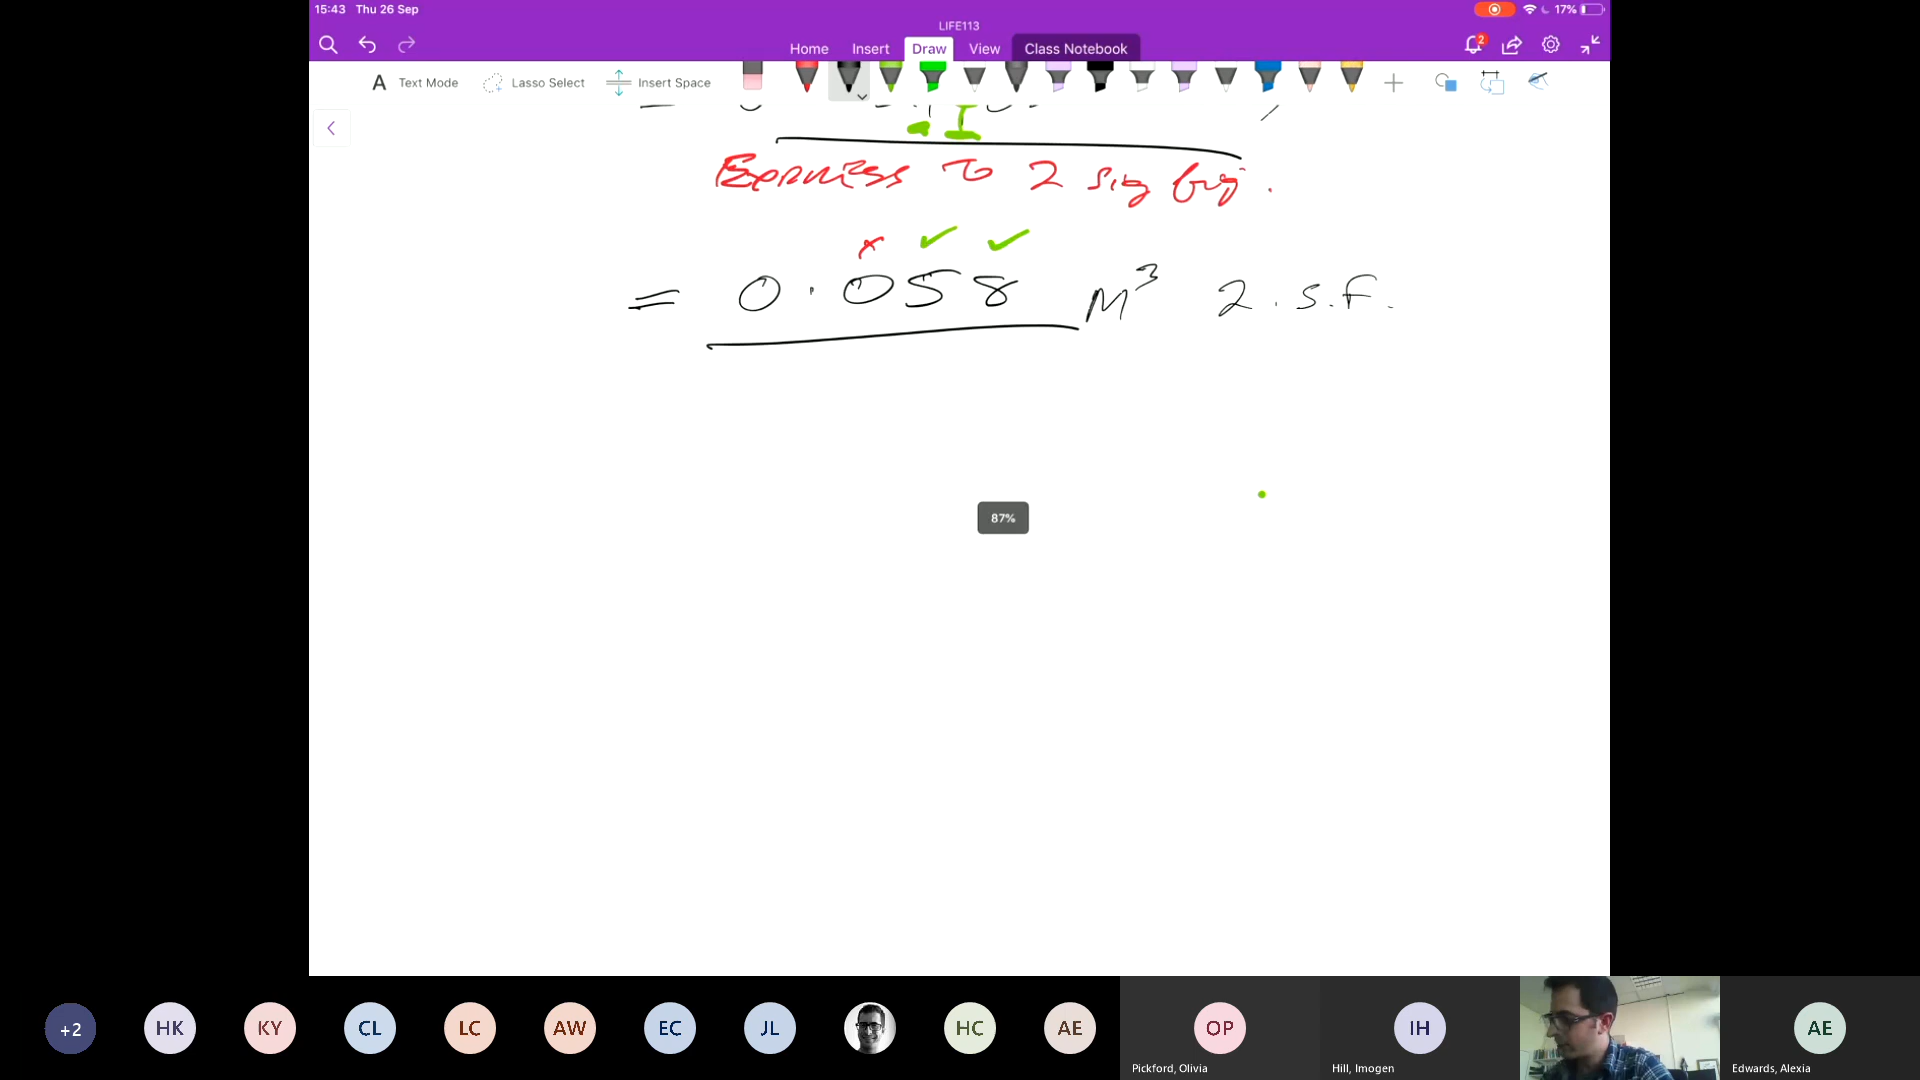 15:43 Thu 26 Sep
17%
LIFE113
2
Home Insert Draw View Class Notebook
A Text Mode Lasso Select Insert Space
Express to 2 sig fig.
= 0.058 M³ 2.s.f.
87%
+2 HK KY CL LC AW EC JL HC AE OP IH AE
Pickford, Olivia Hill, Imogen Edwards, Alexia